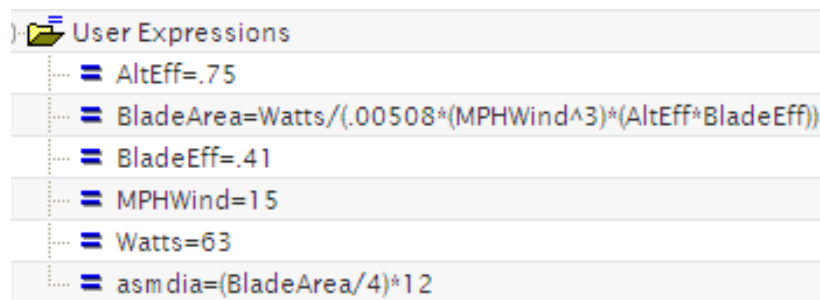 User Expressions
AltEff=.75
BladeArea=Watts/(.00508*(MPHWind^3)*(AltEff*BladeEff))
BladeEff=.41
MPHWind=15
Watts=63
asmdia=(BladeArea/4)*12